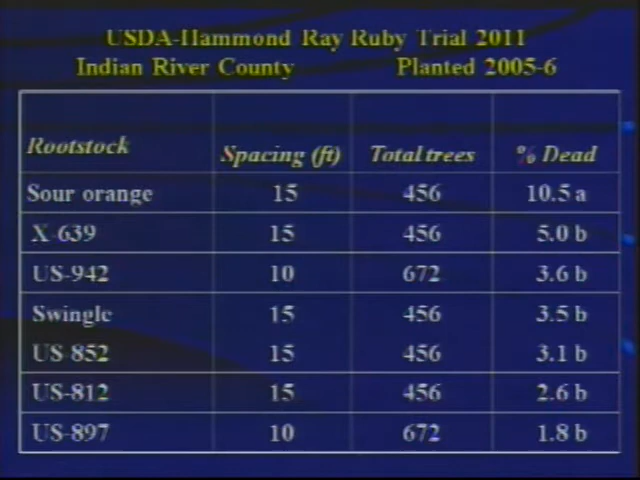 USDA-Hammond Ray Ruby Trial 2011
Indian River County Planted 2005-6
Rootstock Spacing (ft) Total trees % Dead
Sour orange 15 456 10.5 a
X-639 15 456 5.0 b
US-942 10 672 3.6 b
Swingle 15 456 3.5 b
US-852 15 456 3.1 b
US-812 15 456 2.6 b
US-897 10 672 1.8 b